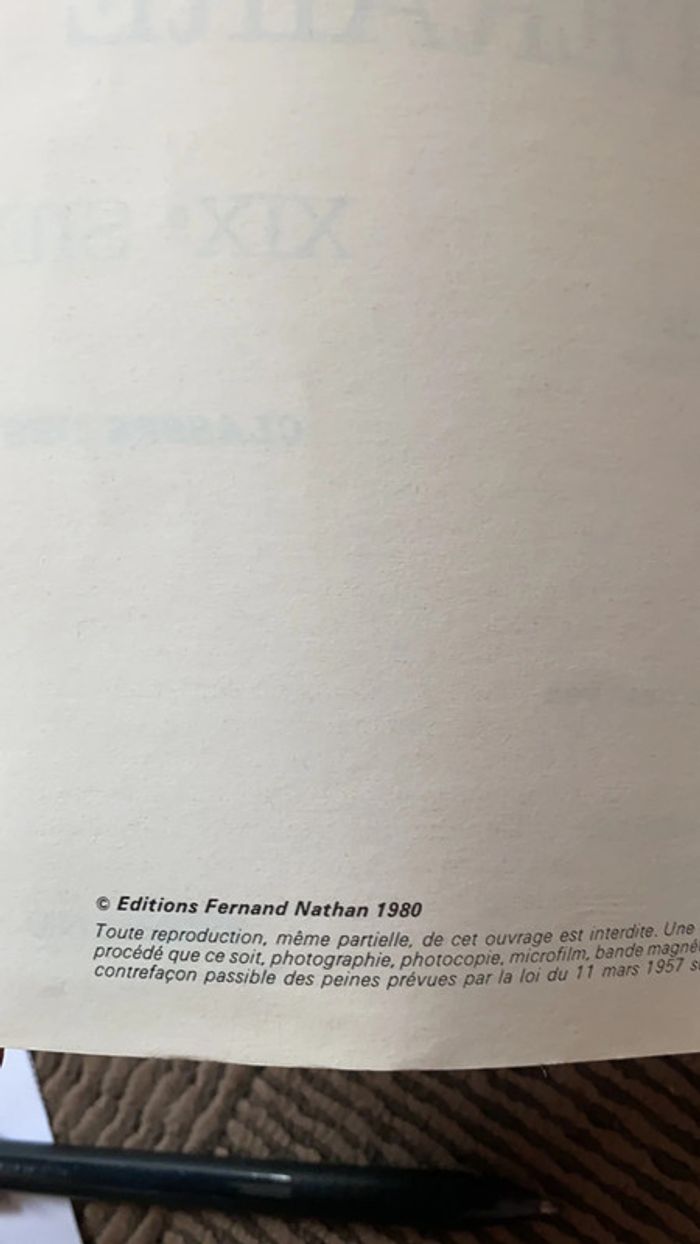 © Editions Fernand Nathan 1980
Toute reproduction, même partielle, de cet ouvrage est interdite. Une
procédé que ce soit, photographie, photocopie, microfilm, bande
contrefaçon passible des peines prévues par la loi du 11 mars 1957